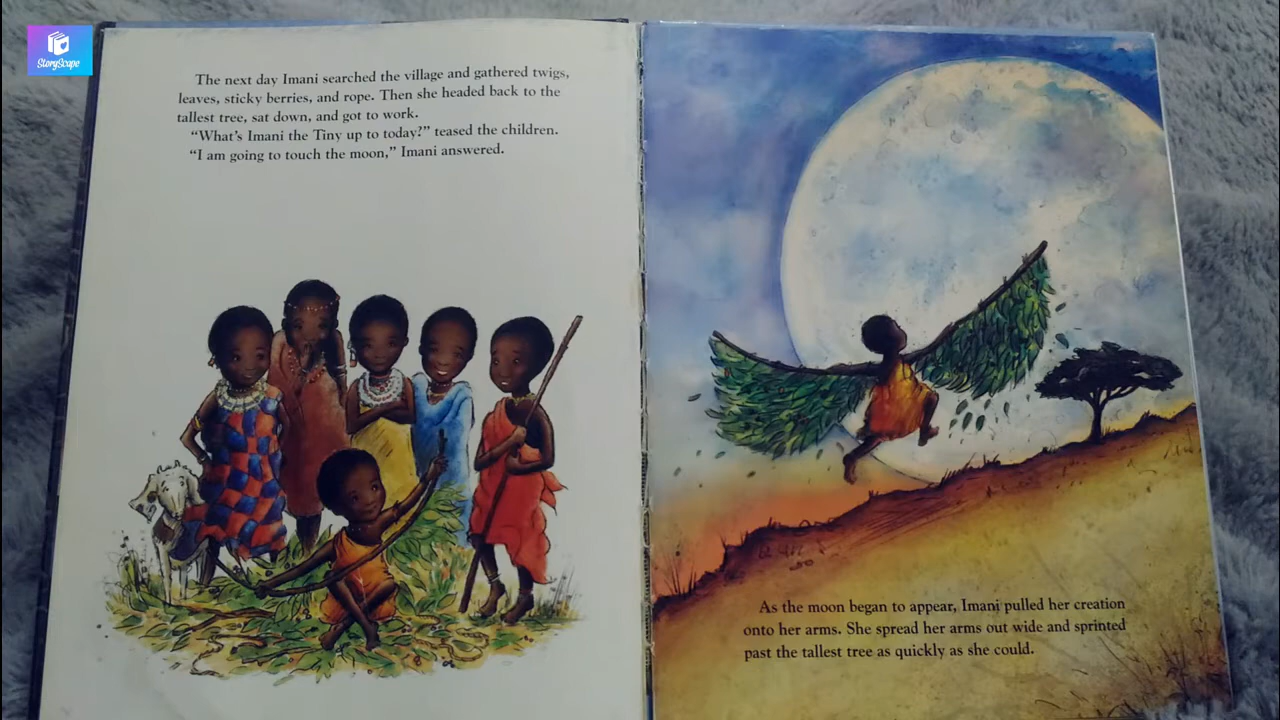 StoryScape
The next day Imani searched the village and gathered twigs,
leaves, sticky berries, and rope. Then she headed back to the
tallest tree, sat down, and got to work.
“What’s Imani the Tiny up to today?” teased the children.
“I am going to touch the moon,” Imani answered.
As the moon began to appear, Imani pulled her creation
onto her arms. She spread her arms out wide and sprinted
past the tallest tree as quickly as she could.